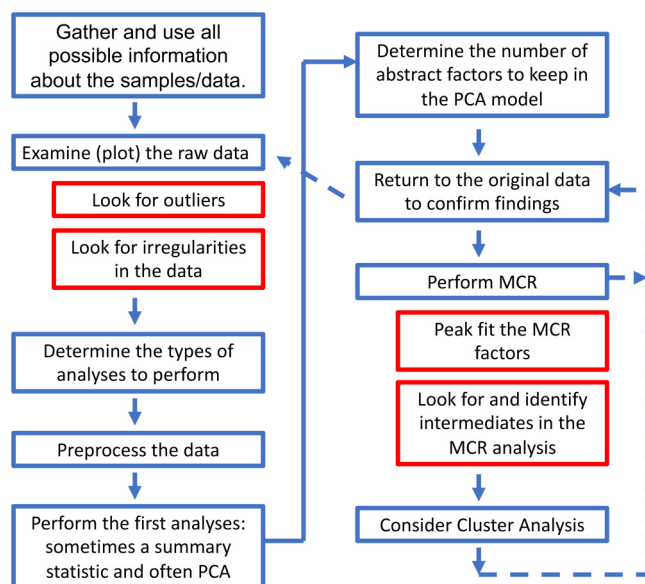 Gather and use all
possible information
about the samples/data.
Examine (plot) the raw data
Look for outliers
Look for irregularities
in the data
Determine the types of
analyses to perform
Preprocess the data
Perform the first analyses:
sometimes a summary
statistic and often PCA
Determine the number of
abstract factors to keep in
the PCA model
Return to the original data
to confirm findings
Perform MCR
Peak fit the MCR
factors
Look for and identify
intermediates in the
MCR analysis
Consider Cluster Analysis